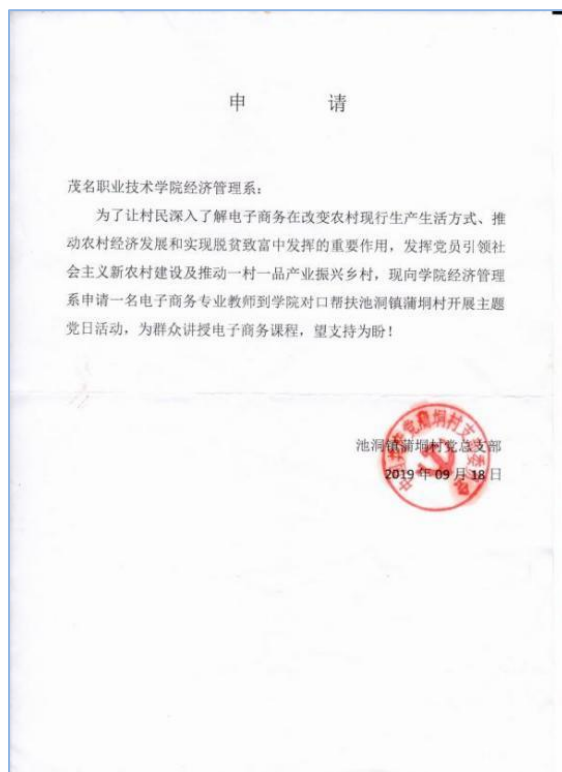 申 请
茂名职业技术学院经济管理系：
为了让村民深入了解电子商务在改变农村现行生产生活方式、推
动农村经济发展和实现脱贫致富中发挥的重要作用，发挥党员引领社
会主义新农村建设及推动一村一品产业振兴乡村，现向学院经济管理
系申请一名电子商务专业教师到学院对口帮扶池洞镇蒲垌村开展主题
党日活动，为群众讲授电子商务课程，望支持为盼！
池洞镇蒲垌村党总支部
2019 年 09 月 18 日